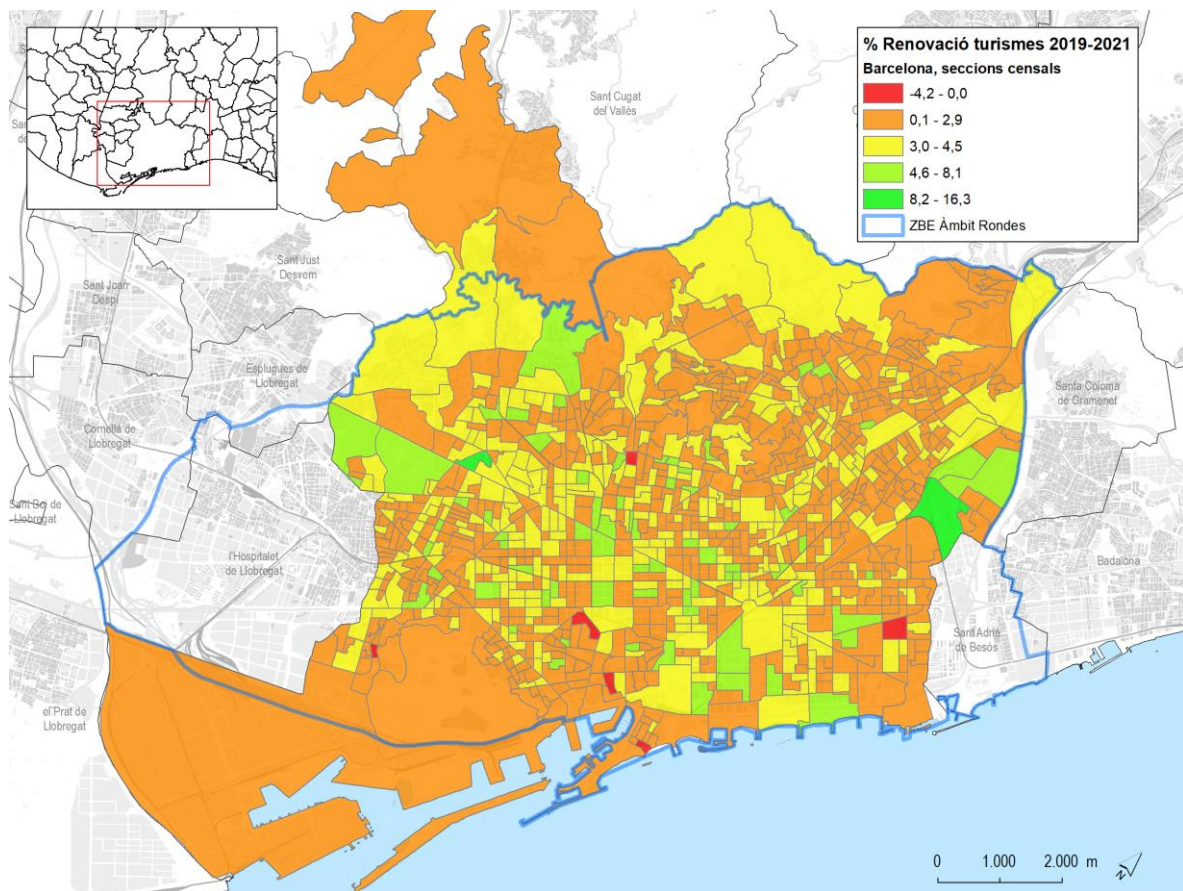 % Renovació turismes 2019-2021
Barcelona, seccions censals
-4,2 - 0,0
0,1 - 2,9
3,0 - 4,5
4,6 - 8,1
8,2 - 16,3
ZBE Àmbit Rondes
Sant Cugat
del Vallés
Sant Just
Desvern
Sant Joan
Despí
Esplugues de
Llobregat
Santa Coloma
de Gramenet
Cornellà de
Llobregat
Sant Boi de
Llobregat
l'Hospitalet
de Llobregat
Badalona
Sant Adrià
de Besòs
el Prat de
Llobregat
0 1.000 2.000 m
N